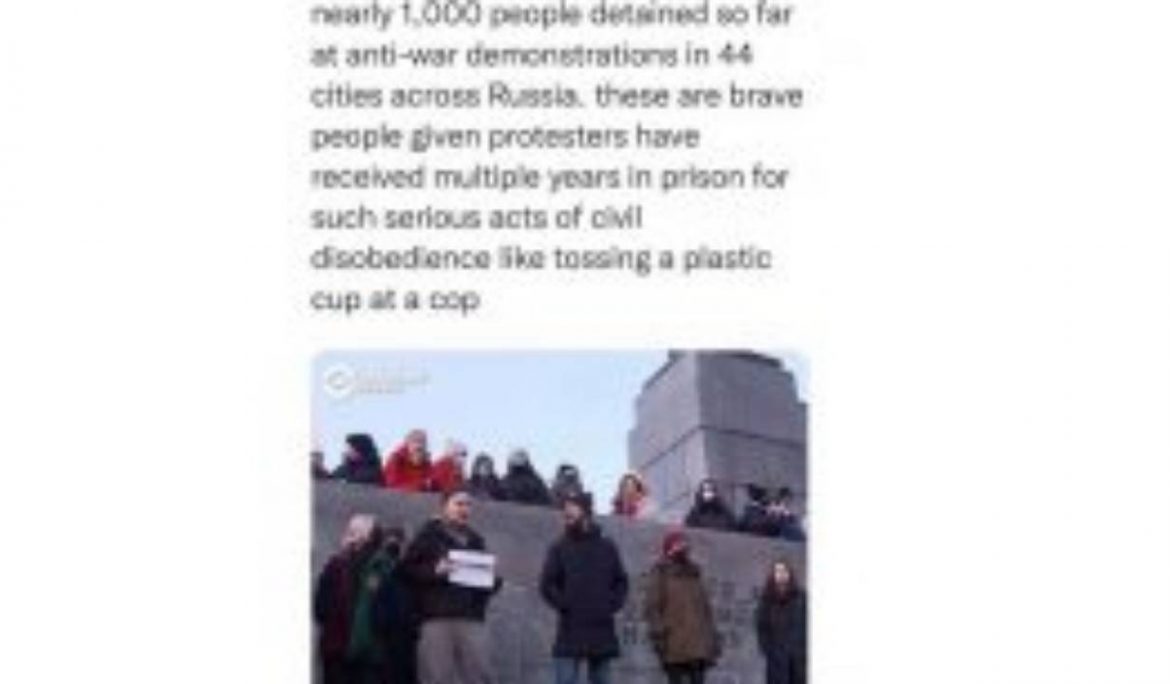 nearly 1,000 people detained so far
at anti-war demonstrations in 44
cities across Russia. these are brave
people given protesters have
received multiple years in prison for
such serious acts of civil
disobedience like tossing a plastic
cup at a cop